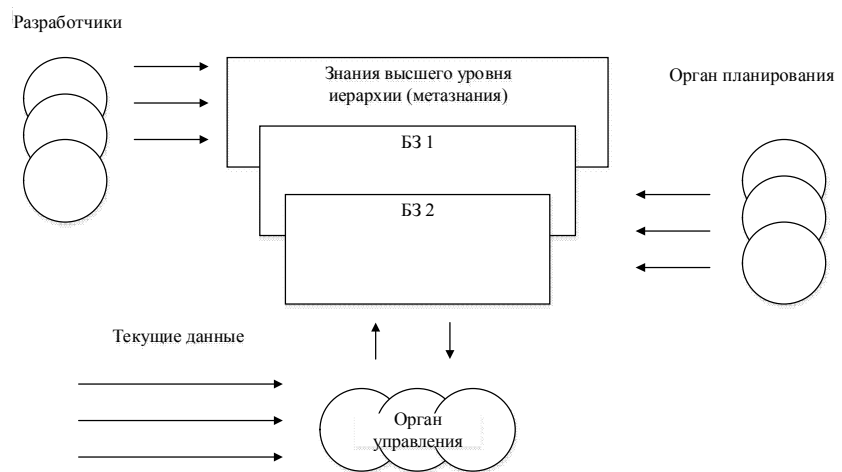 Разработчики
Знания высшего уровня
иерархии (метазнания)
Орган планирования
БЗ 1
БЗ 2
Текущие данные
Орган
управления